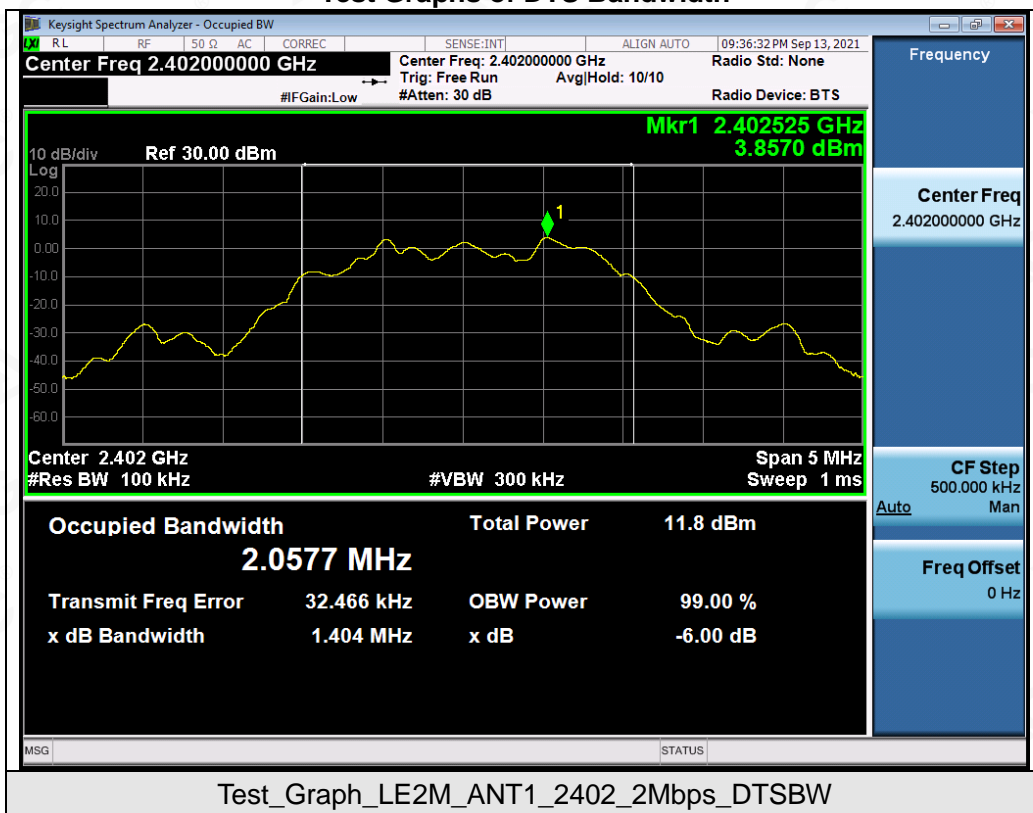 Test Graphs of DTS Bandwidth
Keysight Spectrum Analyzer - Occupied BW
LXI RL RF 50 Ω AC CORREC SENSE:INT ALIGN AUTO 09:36:32 PM Sep 13, 2021
Center Freq 2.402000000 GHz
Center Freq: 2.402000000 GHz Radio Std: None
Trig: Free Run Avg|Hold: 10/10
#IFGain:Low #Atten: 30 dB Radio Device: BTS
Mkr1 2.402525 GHz
3.8570 dBm
10 dB/div Ref 30.00 dBm
Log
20.0
10.0
0.00
-10.0
-20.0
-30.0
-40.0
-50.0
-60.0
1
Center 2.402 GHz Span 5 MHz
#Res BW 100 kHz #VBW 300 kHz Sweep 1 ms
Occupied Bandwidth Total Power 11.8 dBm
2.0577 MHz
Transmit Freq Error 32.466 kHz OBW Power 99.00 %
x dB Bandwidth 1.404 MHz x dB -6.00 dB
MSG STATUS
Frequency
Center Freq
2.402000000 GHz
CF Step
500.000 kHz
Auto Man
Freq Offset
0 Hz
Test_Graph_LE2M_ANT1_2402_2Mbps_DTSBW